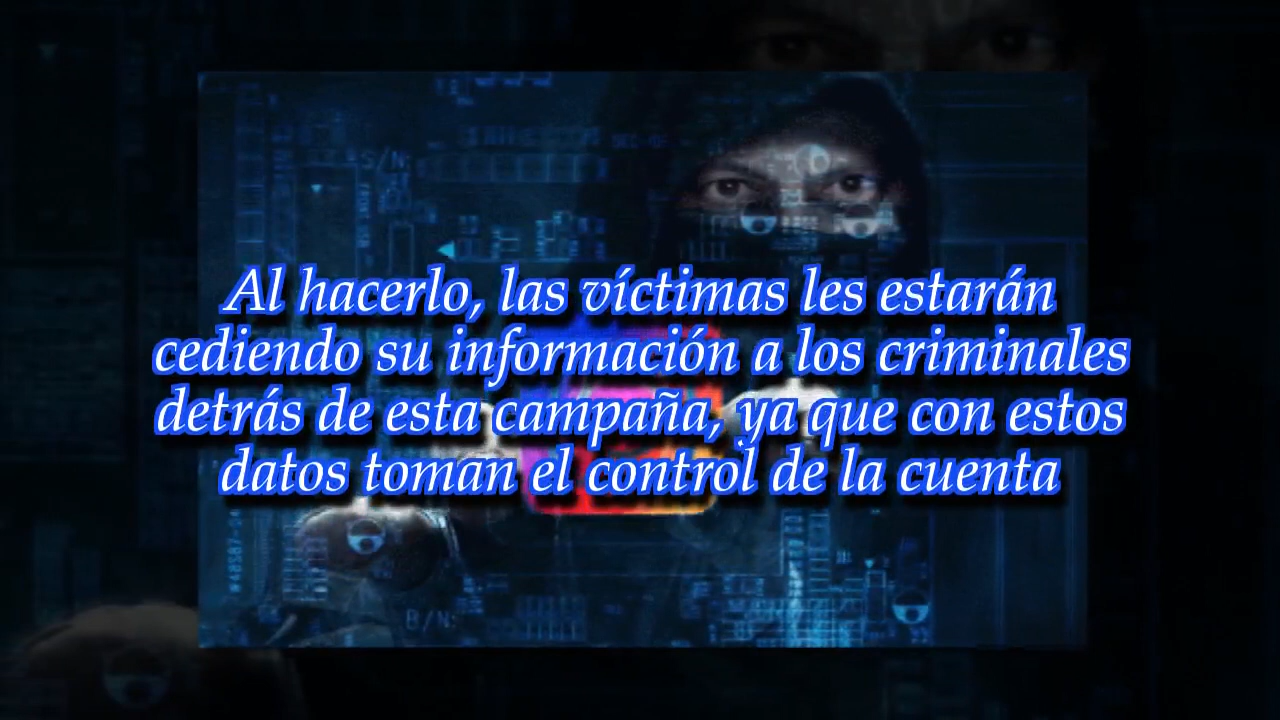 S/N:
Al hacerlo, las víctimas les estarán
cediendo su información a los criminales
detrás de esta campaña, ya que con estos
datos toman el control de la cuenta
B/N: